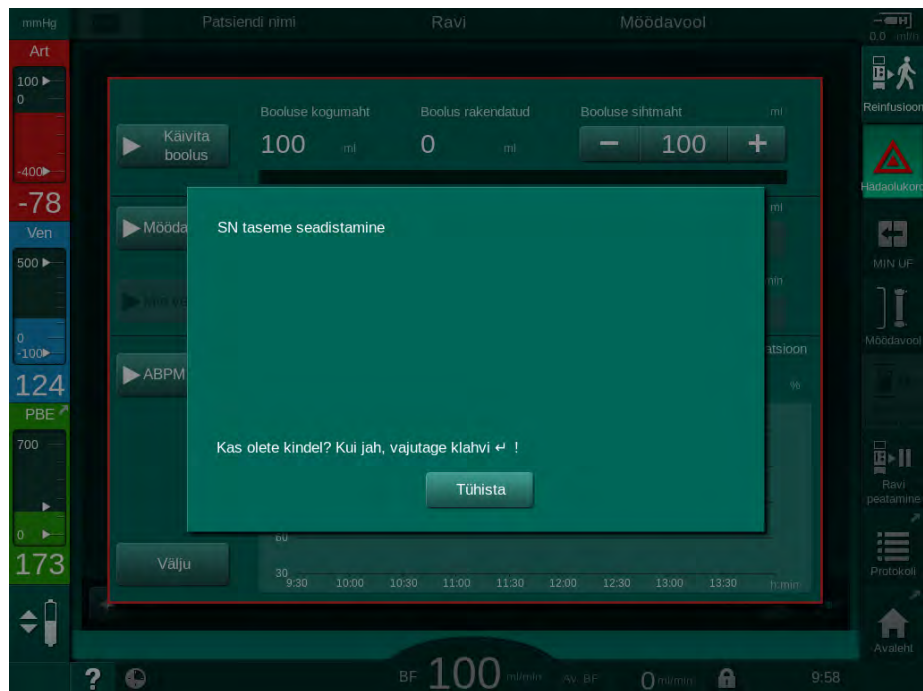 mmHg
Patsiendi nimi
Ravi
Möödavool
0.0 ml/h
Art
100
0
-400
-78
Ven
500
0
-100
124
PBE
700
0
173
Booluse kogumaht
Boolus rakendatud
Booluse sihtmaht
ml
Käivita
boolus
100 ml
0 ml
− 100 +
Mööda
ml
SN taseme seadistamine
min
ABPM
atsioon
%
Kas olete kindel? Kui jah, vajutage klahvi ↵ !
Tühista
60
30
9:30 10:00 10:30 11:00 11:30 12:00 12:30 13:00 13:30 h:min
Välju
Reinfusioon
Hädaolukord
MIN UF
Möödavool
Ravi
peatamine
Protokoll
Avaleht
?
BF 100 ml/min
Av. BF 0 ml/min
9:58